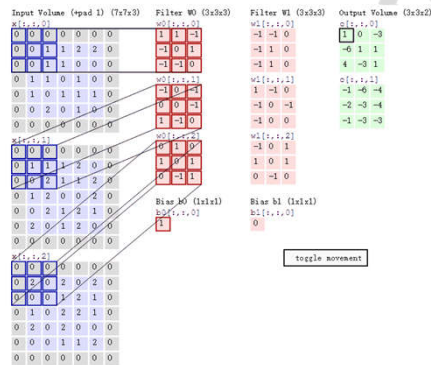 Input Volume (+pad 1) (7x7x3)
x[:,:,0]
0 0 0 0 0 0 0
0 0 1 1 2 2 0
0 0 1 1 0 0 0
0 1 1 0 1 0 0
0 1 0 1 1 1 0
0 0 2 0 1 0 0
0 0 0 0 0 0 0
x[:,:,1]
0 0 0 0 0 0 0
0 1 1 1 2 0 0
0 0 2 1 1 2 0
0 1 2 0 0 2 0
0 0 2 1 2 1 0
0 0 0 0 0 0
x[:,:,2]
0 0 0 0 0 0 0
0 2 0 2 0 2 0
0 0 0 1 2 1 0
0 1 0 2 2 1 0
0 2 0 2 0 0 0
0 0 0 1 1 2 0
0 0 0 0 0 0 0
Filter W0 (3x3x3)
w0[:,:,0]
1 1 -1
-1 0 1
-1 -1 0
w0[:,:,1]
-1 0 -1
0 0 -1
1 -1 0
w0[:,:,2]
0 1 0
1 0 1
0 -1 1
Bias b0 (1x1x1)
b0[:,:,0]
1
Filter W1 (3x3x3)
w1[:,:,0]
-1 -1 0
-1 1 0
-1 1 0
w1[:,:,1]
1 -1 0
-1 0 -1
-1 1 0
w1[:,:,2]
-1 0 1
1 0 1
0 -1 0
Bias b1 (1x1x1)
b1[:,:,0]
0
Output Volume (3x3x2)
o[:,:,0]
1 0 -3
-6 1 1
4 -3 1
o[:,:,1]
-1 -6 -4
-2 -3 -4
-1 -3 -3
toggle movement